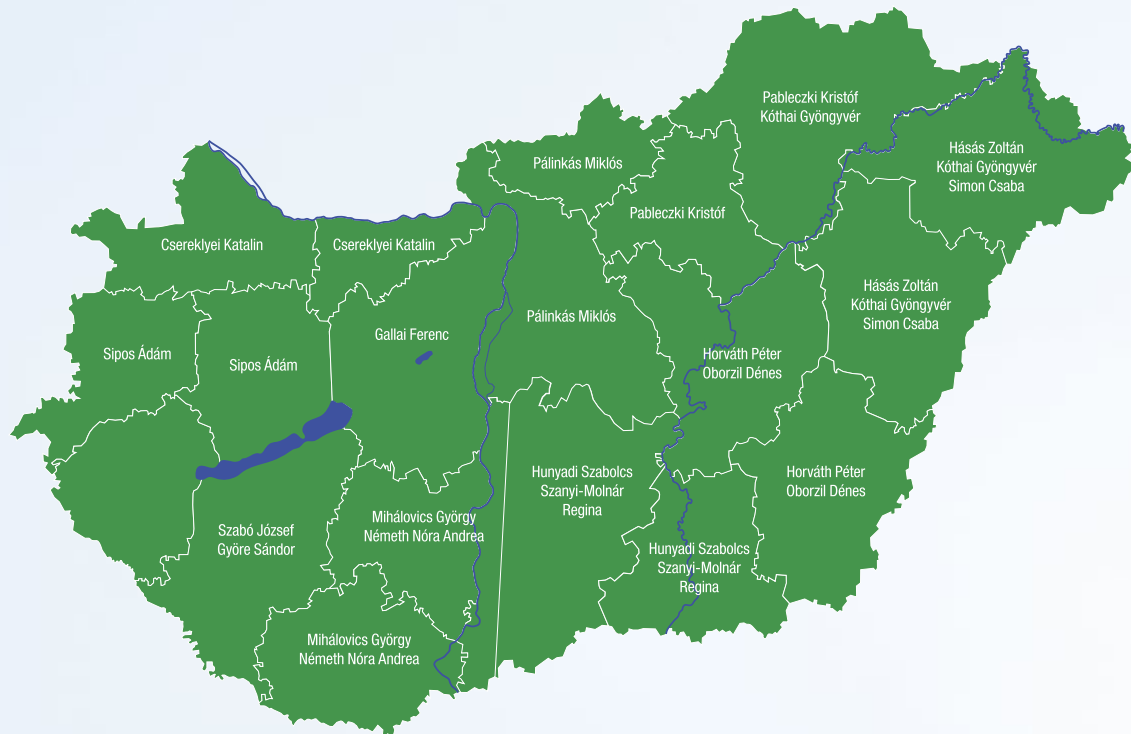 Pableczki Kristóf
Kóthai Gyöngyvér
Hásás Zoltán
Kóthai Gyöngyvér
Simon Csaba
Pálinkás Miklós
Pableczki Kristóf
Csereklyei Katalin
Csereklyei Katalin
Hásás Zoltán
Kóthai Gyöngyvér
Simon Csaba
Pálinkás Miklós
Gallai Ferenc
Sipos Ádám
Sipos Ádám
Horváth Péter
Oborzil Dénes
Hunyadi Szabolcs
Szanyi-Molnár
Regina
Horváth Péter
Oborzil Dénes
Mihálovics György
Németh Nóra Andrea
Szabó József
Györe Sándor
Hunyadi Szabolcs
Szanyi-Molnár
Regina
Mihálovics György
Németh Nóra Andrea